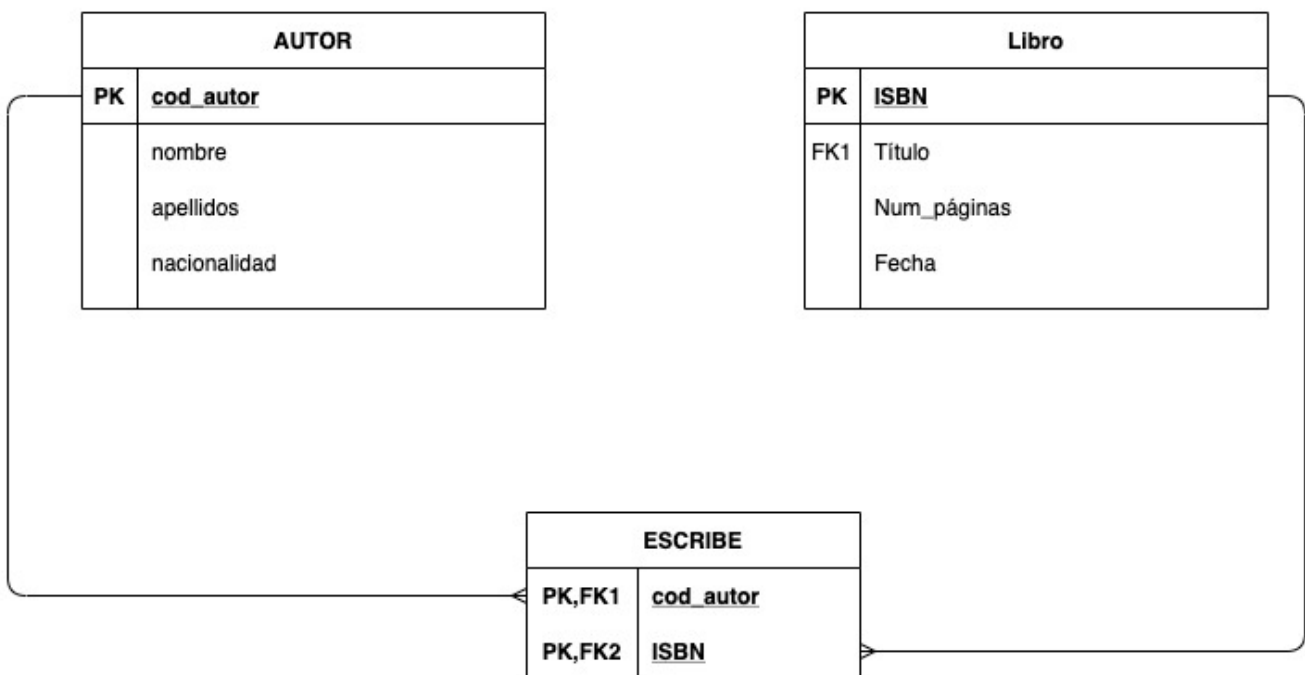 AUTOR
PK cod_autor
nombre
apellidos
nacionalidad
Libro
PK ISBN
FK1 Título
Num_páginas
Fecha
ESCRIBE
PK,FK1 cod_autor
PK,FK2 ISBN